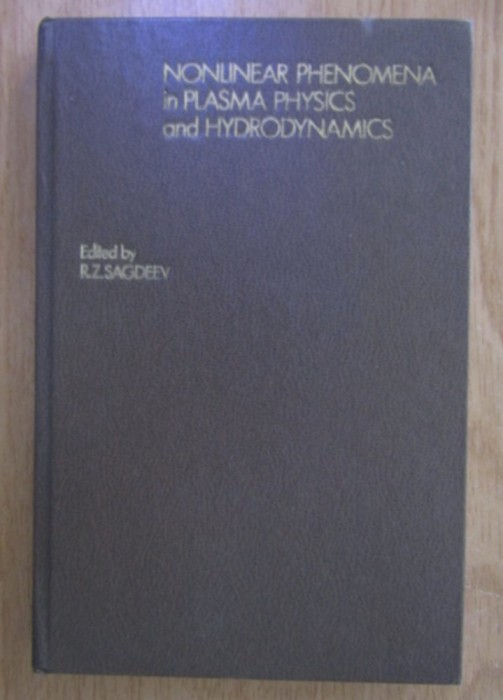 NONLINEAR PHENOMENA
in PLASMA PHYSICS
and HYDRODYNAMICS
Edited by
R.Z. SAGDEEV